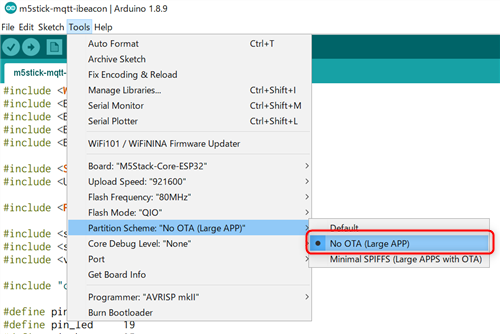 m5stick-mqtt-ibeacon | Arduino 1.8.9
File Edit Sketch Tools Help
Auto Format Ctrl+T
Archive Sketch
Fix Encoding & Reload
Manage Libraries... Ctrl+Shift+I
Serial Monitor Ctrl+Shift+M
Serial Plotter Ctrl+Shift+L
WiFi101 / WiFiNINA Firmware Updater
Board: "M5Stack-Core-ESP32"
Upload Speed: "921600"
Flash Frequency: "80MHz"
Flash Mode: "QIO"
Partition Scheme: "No OTA (Large APP)"
Core Debug Level: "None"
Port
Get Board Info
Programmer: "AVRISP mkII"
Burn Bootloader
Default
No OTA (Large APP)
Minimal SPIFFS (Large APPS with OTA)
m5stick-mqtt-
#include <W
#include <E
#include <E
#include <E
#include <E
#include <S
#include <U
#include <R
#include <s
#include <s
#include <v
#include "c
#define pin
#define pin_led 19